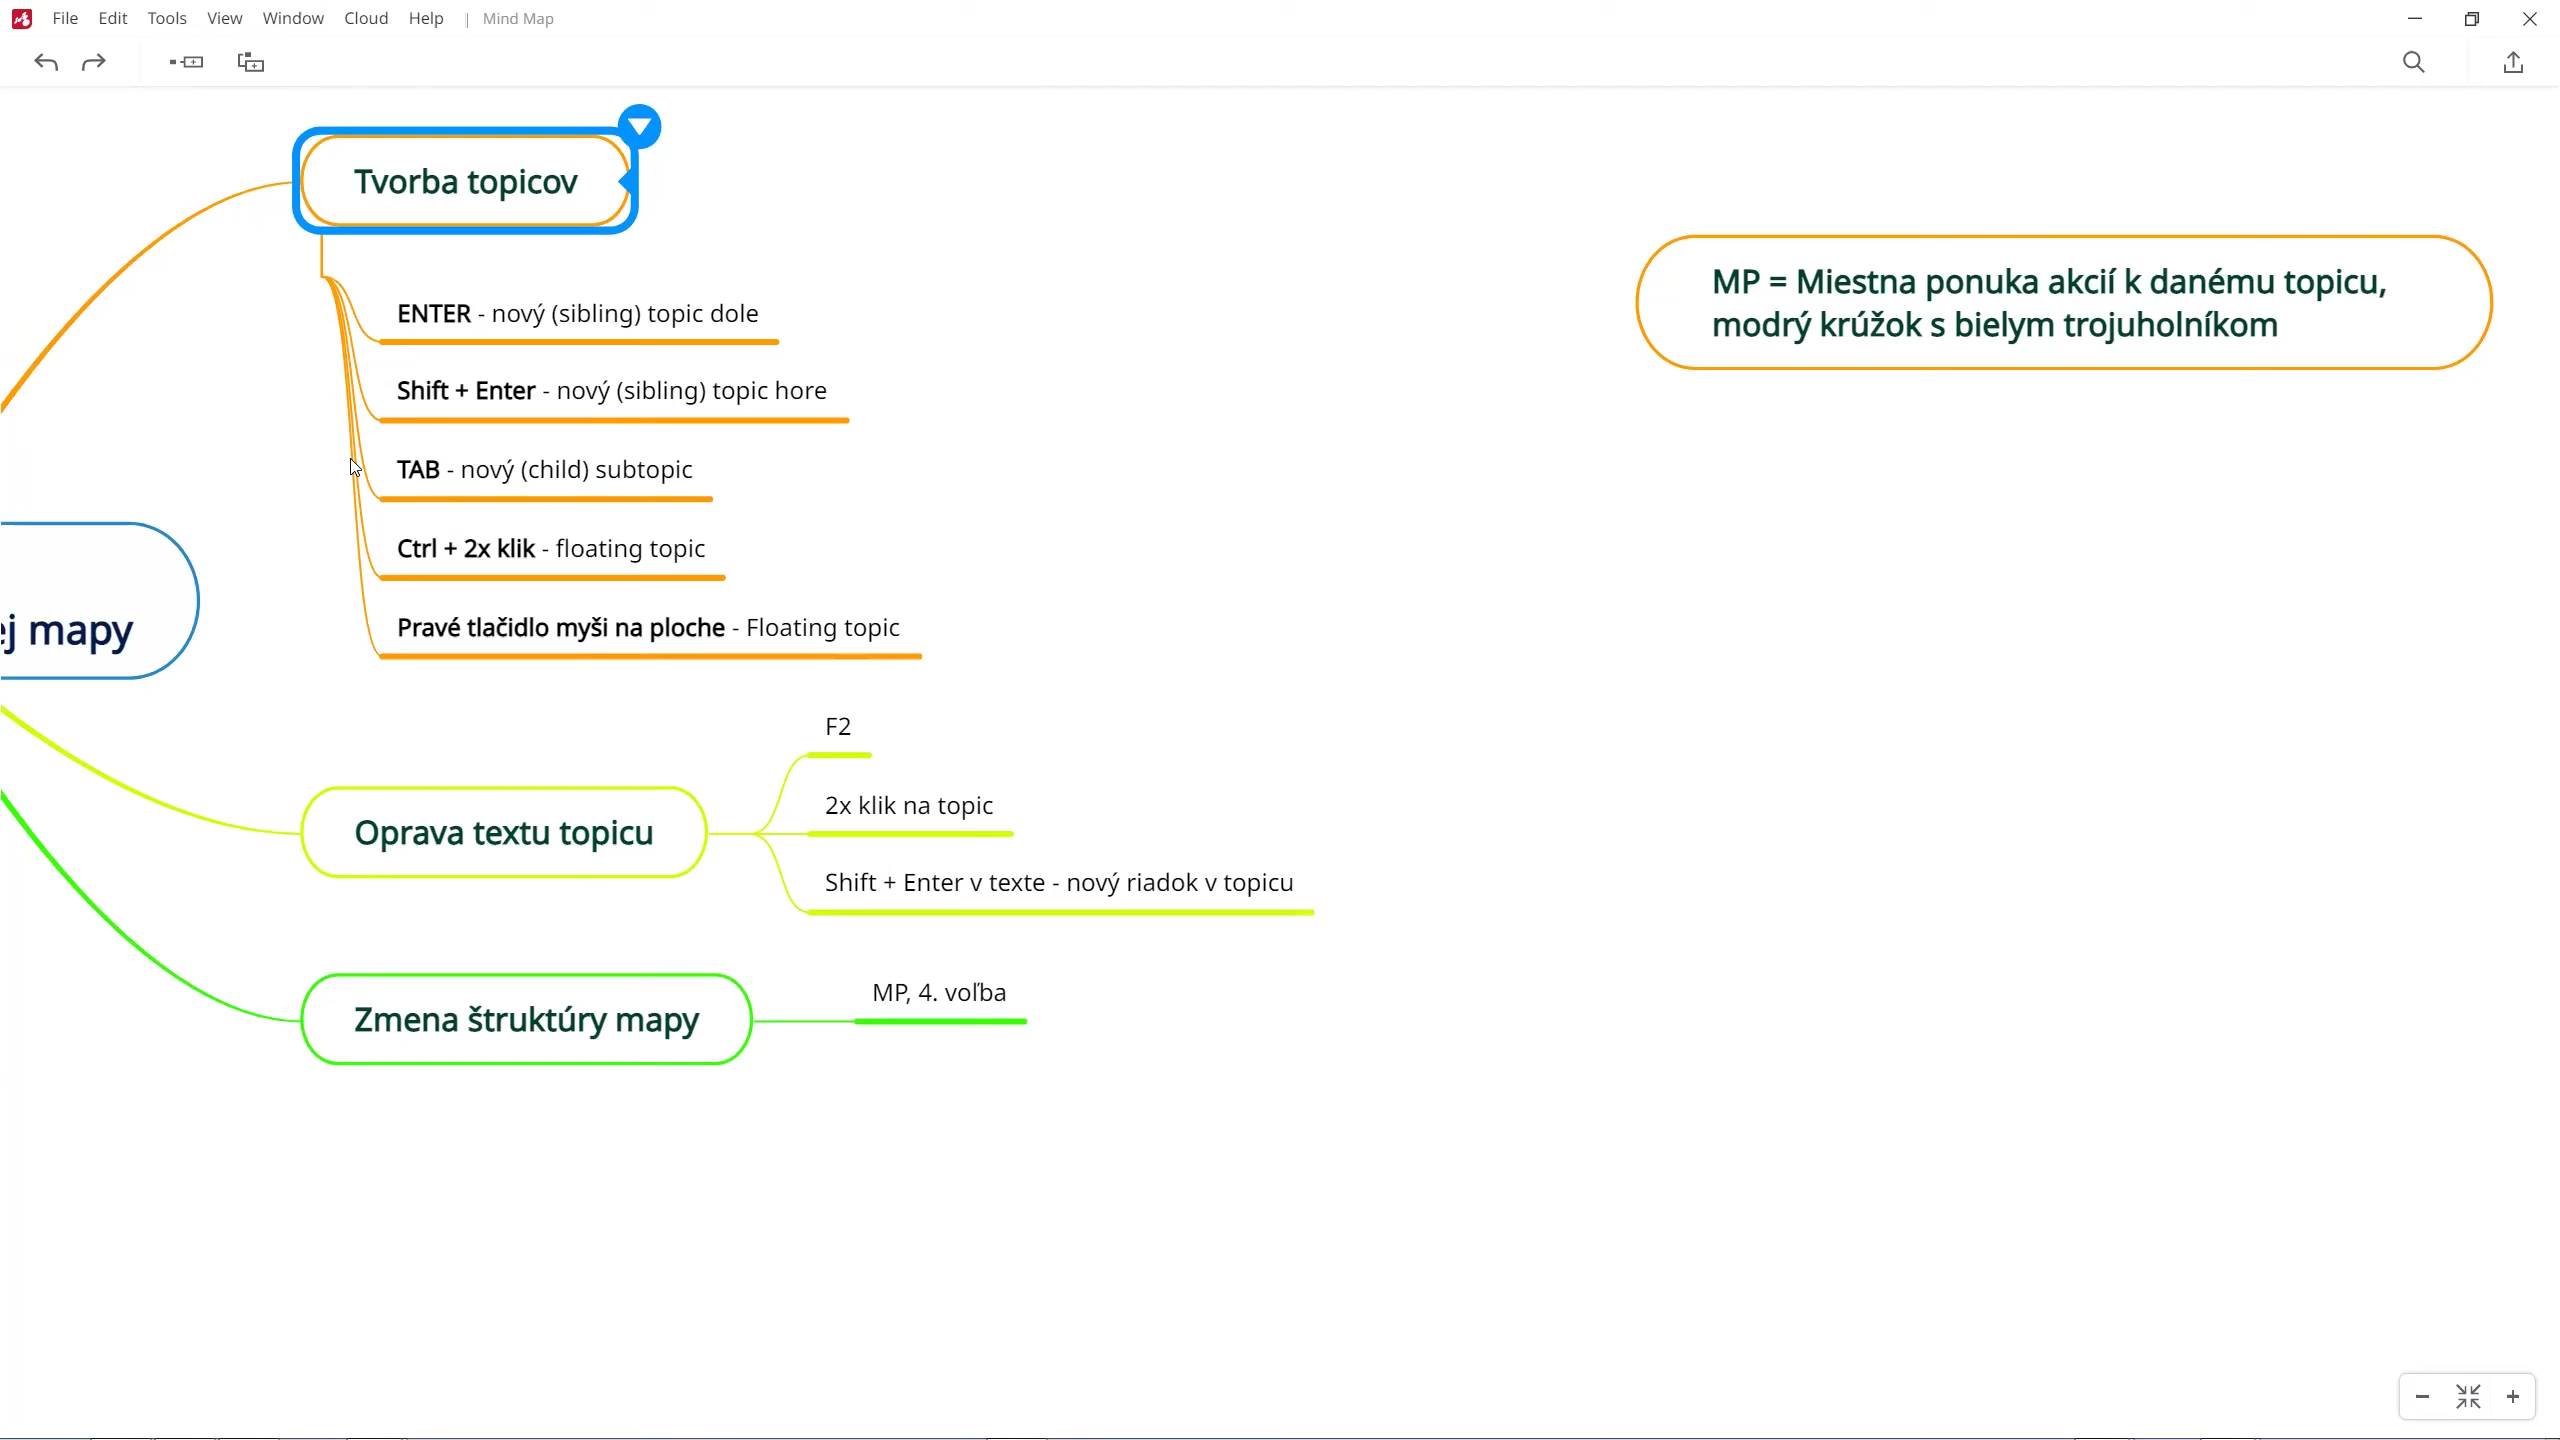 File Edit Tools View Window Cloud Help | Mind Map
Tvorba topicov
ENTER - nový (sibling) topic dole
Shift + Enter - nový (sibling) topic hore
TAB - nový (child) subtopic
Ctrl + 2x klik - floating topic
Pravé tlačidlo myši na ploche - Floating topic
MP = Miestna ponuka akcií k danému topicu,
modrý krúžok s bielym trojuholníkom
mapy
Oprava textu topicu
F2
2x klik na topic
Shift + Enter v texte - nový riadok v topicu
Zmena štruktúry mapy
MP, 4. voľba